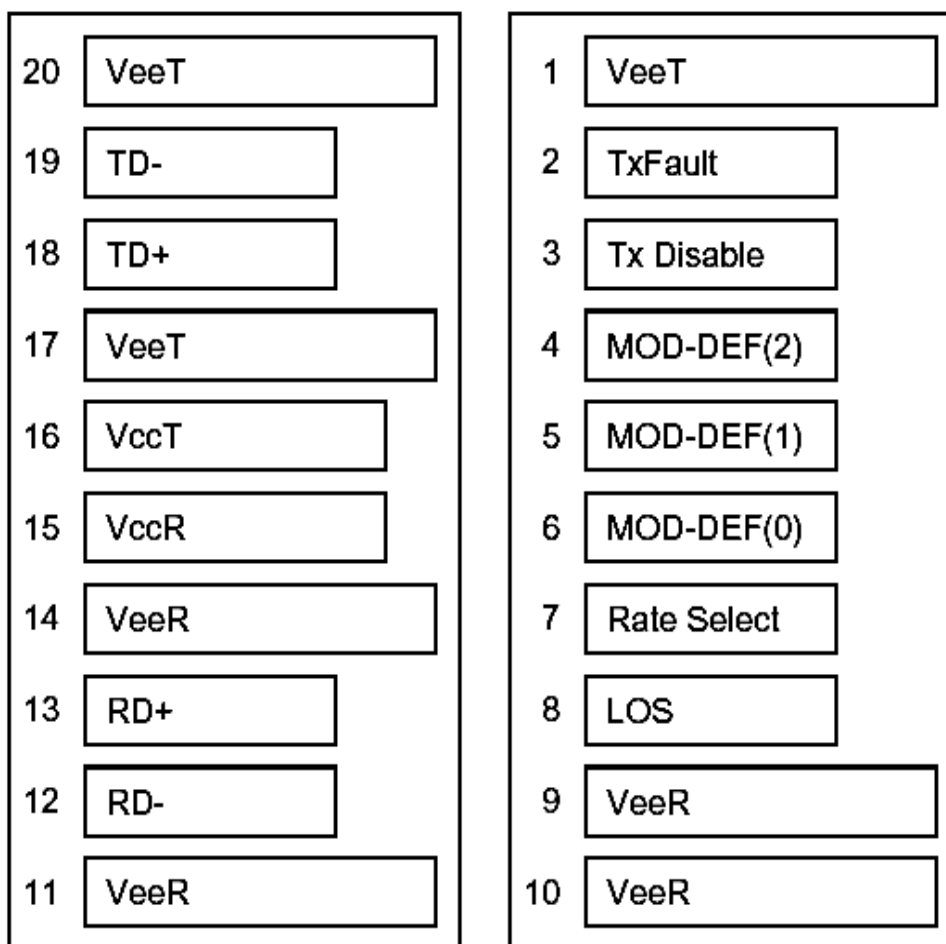 20 VeeT
19 TD-
18 TD+
17 VeeT
16 VccT
15 VccR
14 VeeR
13 RD+
12 RD-
11 VeeR
1 VeeT
2 TxFault
3 Tx Disable
4 MOD-DEF(2)
5 MOD-DEF(1)
6 MOD-DEF(0)
7 Rate Select
8 LOS
9 VeeR
10 VeeR